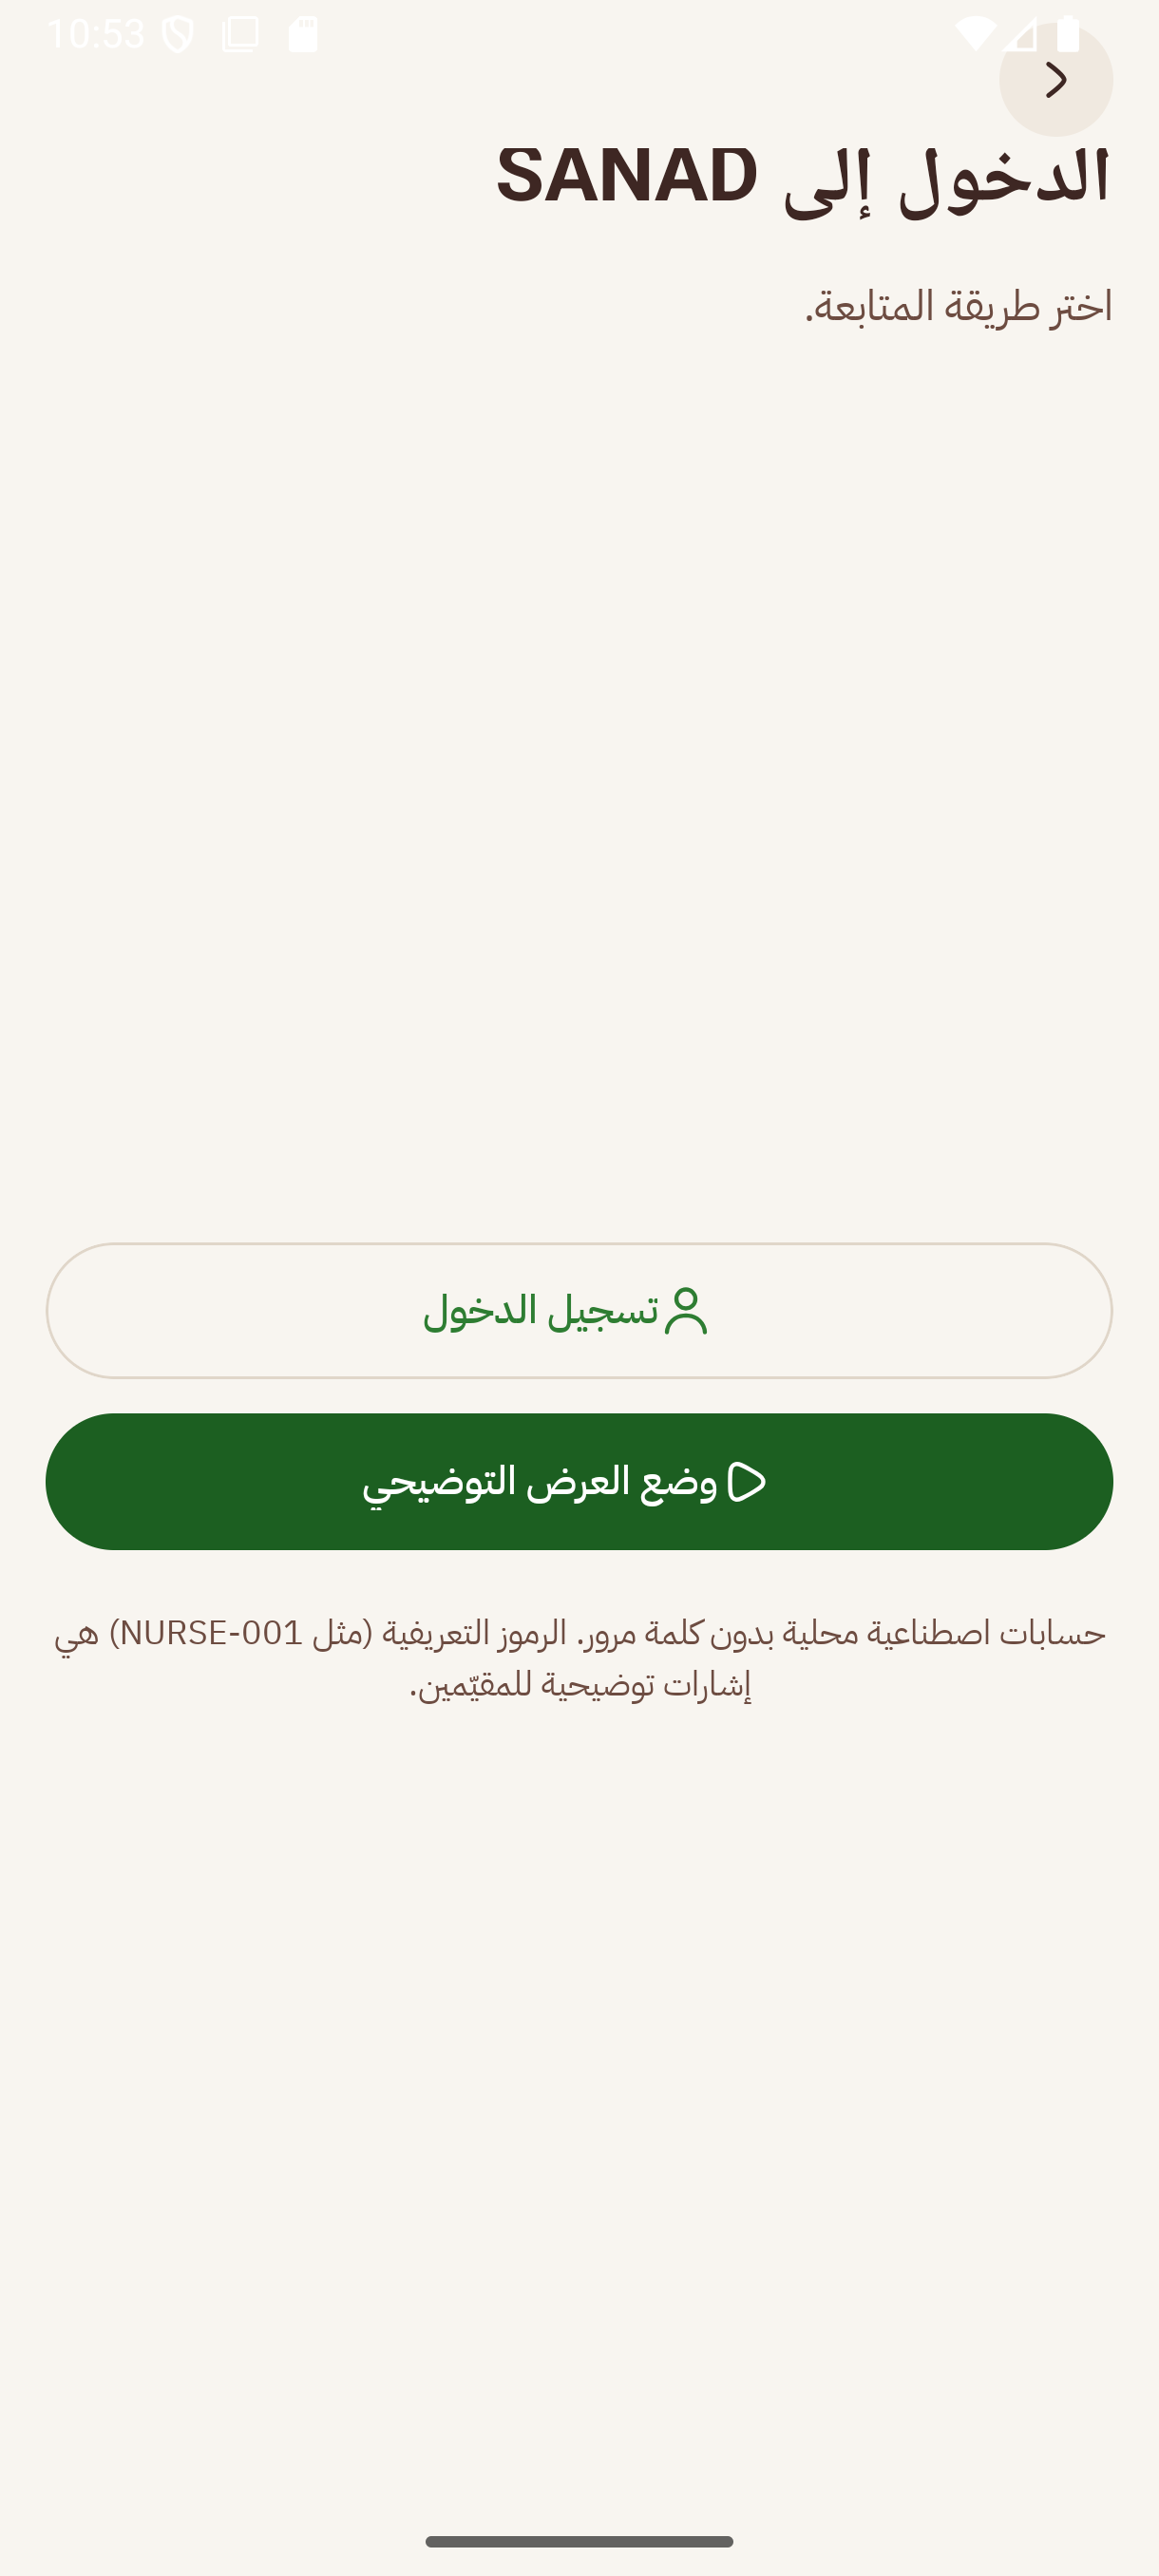 10:53
الدخول إلى SANAD
اختر طريقة المتابعة.
تسجيل الدخول
وضع العرض التوضيحي
حسابات اصطناعية محلية بدون كلمة مرور. الرموز التعريفية (مثل NURSE-001) هي
إشارات توضيحية للمقيّمين.